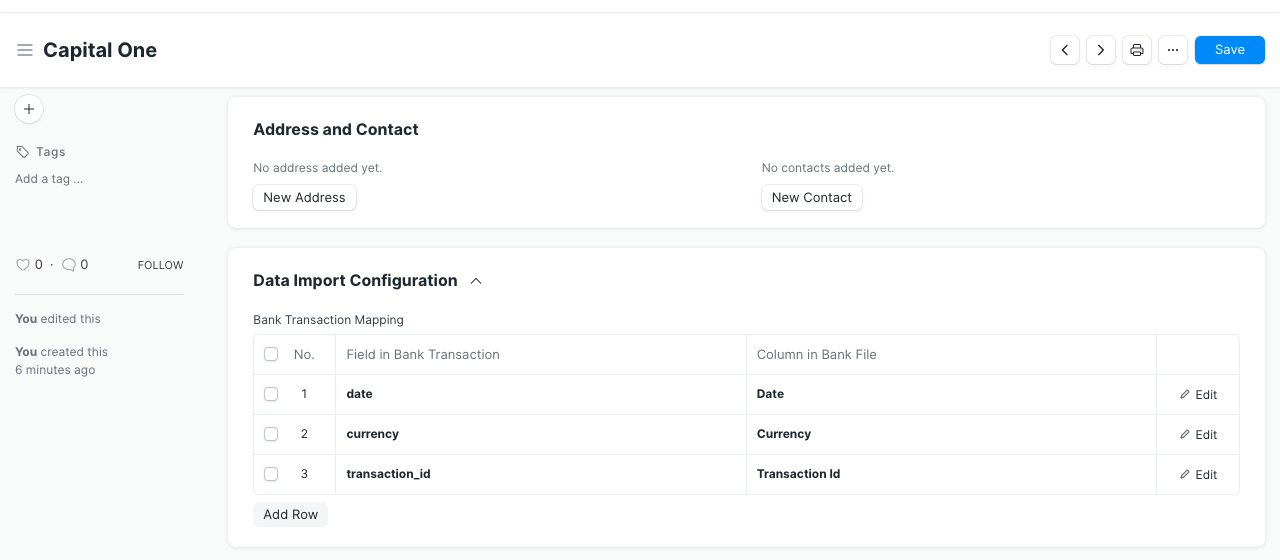 Capital One
Save
Tags
Add a tag ...
0 · 0
FOLLOW
You edited this
You created this
6 minutes ago
Address and Contact
No address added yet.
No contacts added yet.
New Address
New Contact
Data Import Configuration
Bank Transaction Mapping
No. Field in Bank Transaction Column in Bank File
1 date Date Edit
2 currency Currency Edit
3 transaction_id Transaction Id Edit
Add Row